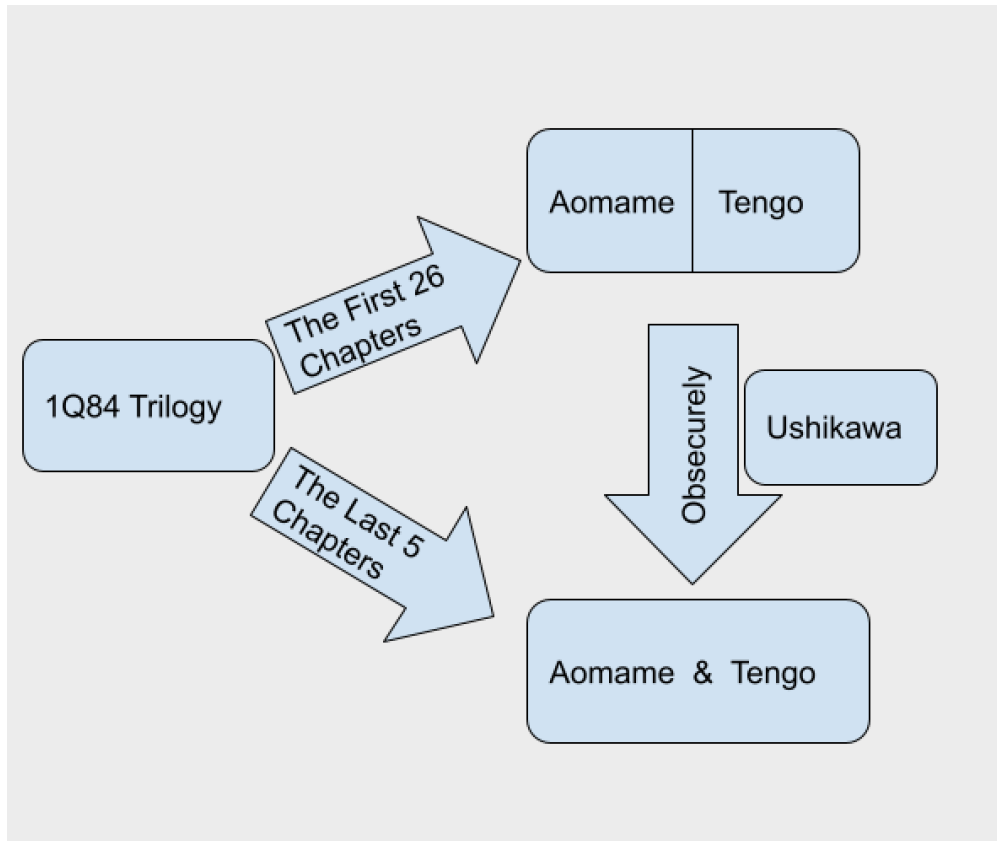 Aomame
Tengo
The First 26
Chapters
1Q84 Trilogy
Obsecurely
Ushikawa
The Last 5
Chapters
Aomame & Tengo